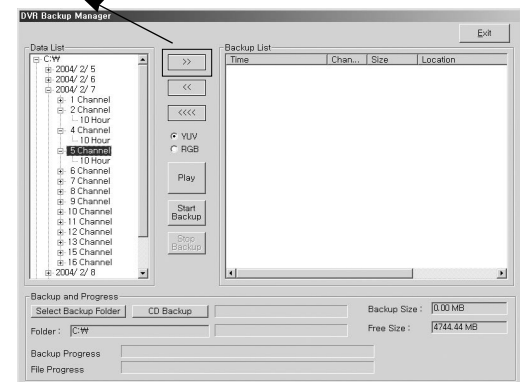 DVR Backup Manager
Exit
Data List
C:₩
2004/ 2/ 5
2004/ 2/ 6
2004/ 2/ 7
1 Channel
2 Channel
10 Hour
4 Channel
10 Hour
5 Channel
10 Hour
6 Channel
7 Channel
8 Channel
9 Channel
10 Channel
11 Channel
12 Channel
13 Channel
15 Channel
16 Channel
2004/ 2/ 8
>>
<<
<<<<
YUV
RGB
Play
Start
Backup
Stop
Backup
Backup List
Time Chan... Size Location
Backup and Progress
Select Backup Folder CD Backup Backup Size : 0.00 MB
Folder : C:₩ Free Size : 4744.44 MB
Backup Progress
File Progress